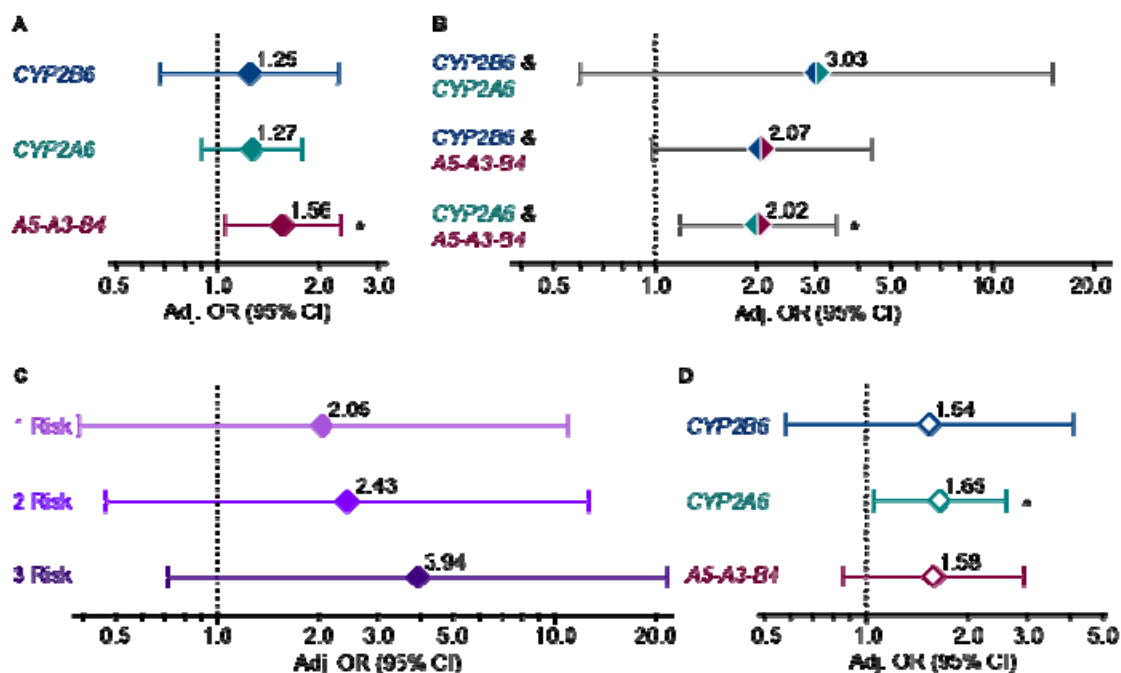 A
CYP2B6
1.25
CYP2A6
1.27
A5-A3-B4
1.56
*
0.5 1.0 2.0 3.0
Adj. OR (95% CI)
B
CYP2B6 &
CYP2A6
3.03
CYP2B6 &
A5-A3-B4
2.07
CYP2A6 &
A5-A3-B4
2.02
*
0.5 1.0 2.0 3.0 5.0 10.0 20.0
Adj. OR (95% CI)
C
1 Risk
2.05
2 Risk
2.43
3 Risk
3.94
0.5 1.0 2.0 3.0 5.0 10.0 20.0
Adj. OR (95% CI)
D
CYP2B6
1.54
CYP2A6
1.65
*
A5-A3-B4
1.58
0.5 1.0 2.0 3.0 5.0
Adj. OR (95% CI)